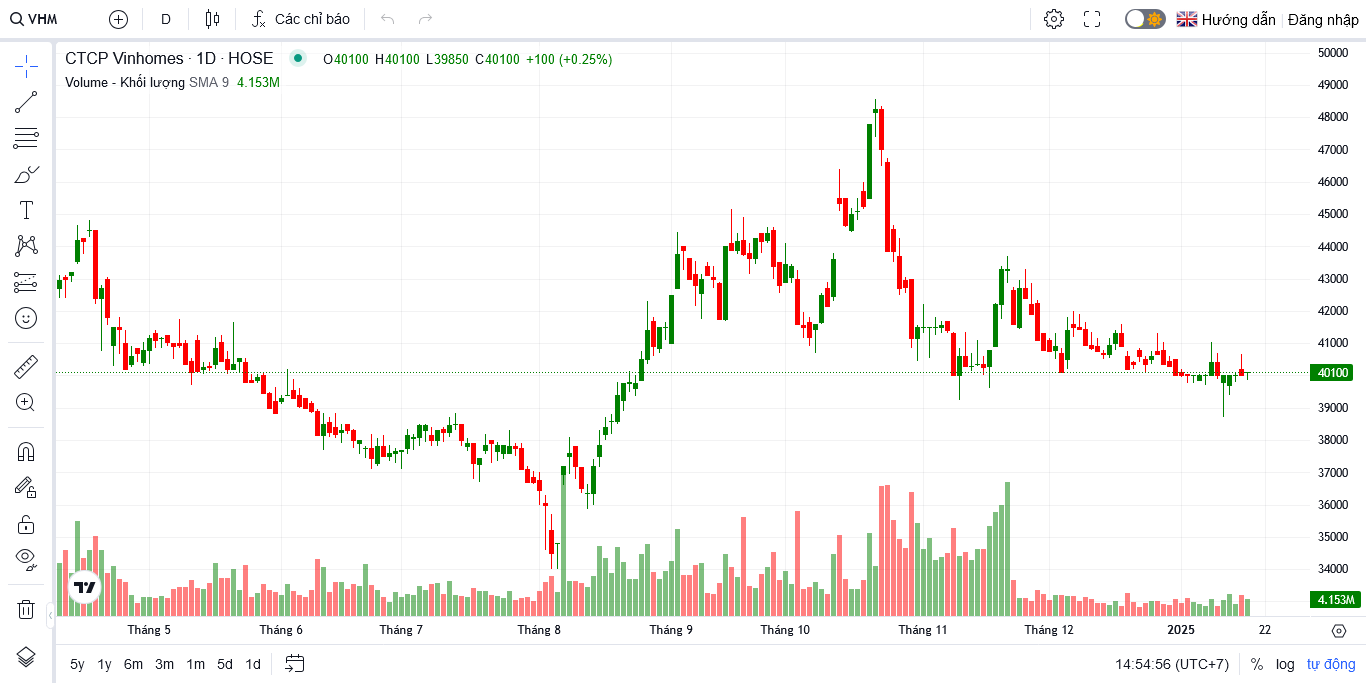 VHM D Các chỉ báo Hướng dẫn Đăng nhập
CTCP Vinhomes · 1D · HOSE O40100 H40100 L39850 C40100 +100 (+0.25%)
Volume - Khối lượng SMA 9 4.153M
50000
49000
48000
47000
46000
45000
44000
43000
42000
41000
40100
39000
38000
37000
36000
35000
34000
4.153M
Tháng 5 Tháng 6 Tháng 7 Tháng 8 Tháng 9 Tháng 10 Tháng 11 Tháng 12 2025 22
5y 1y 6m 3m 1m 5d 1d 14:54:56 (UTC+7) % log tự động